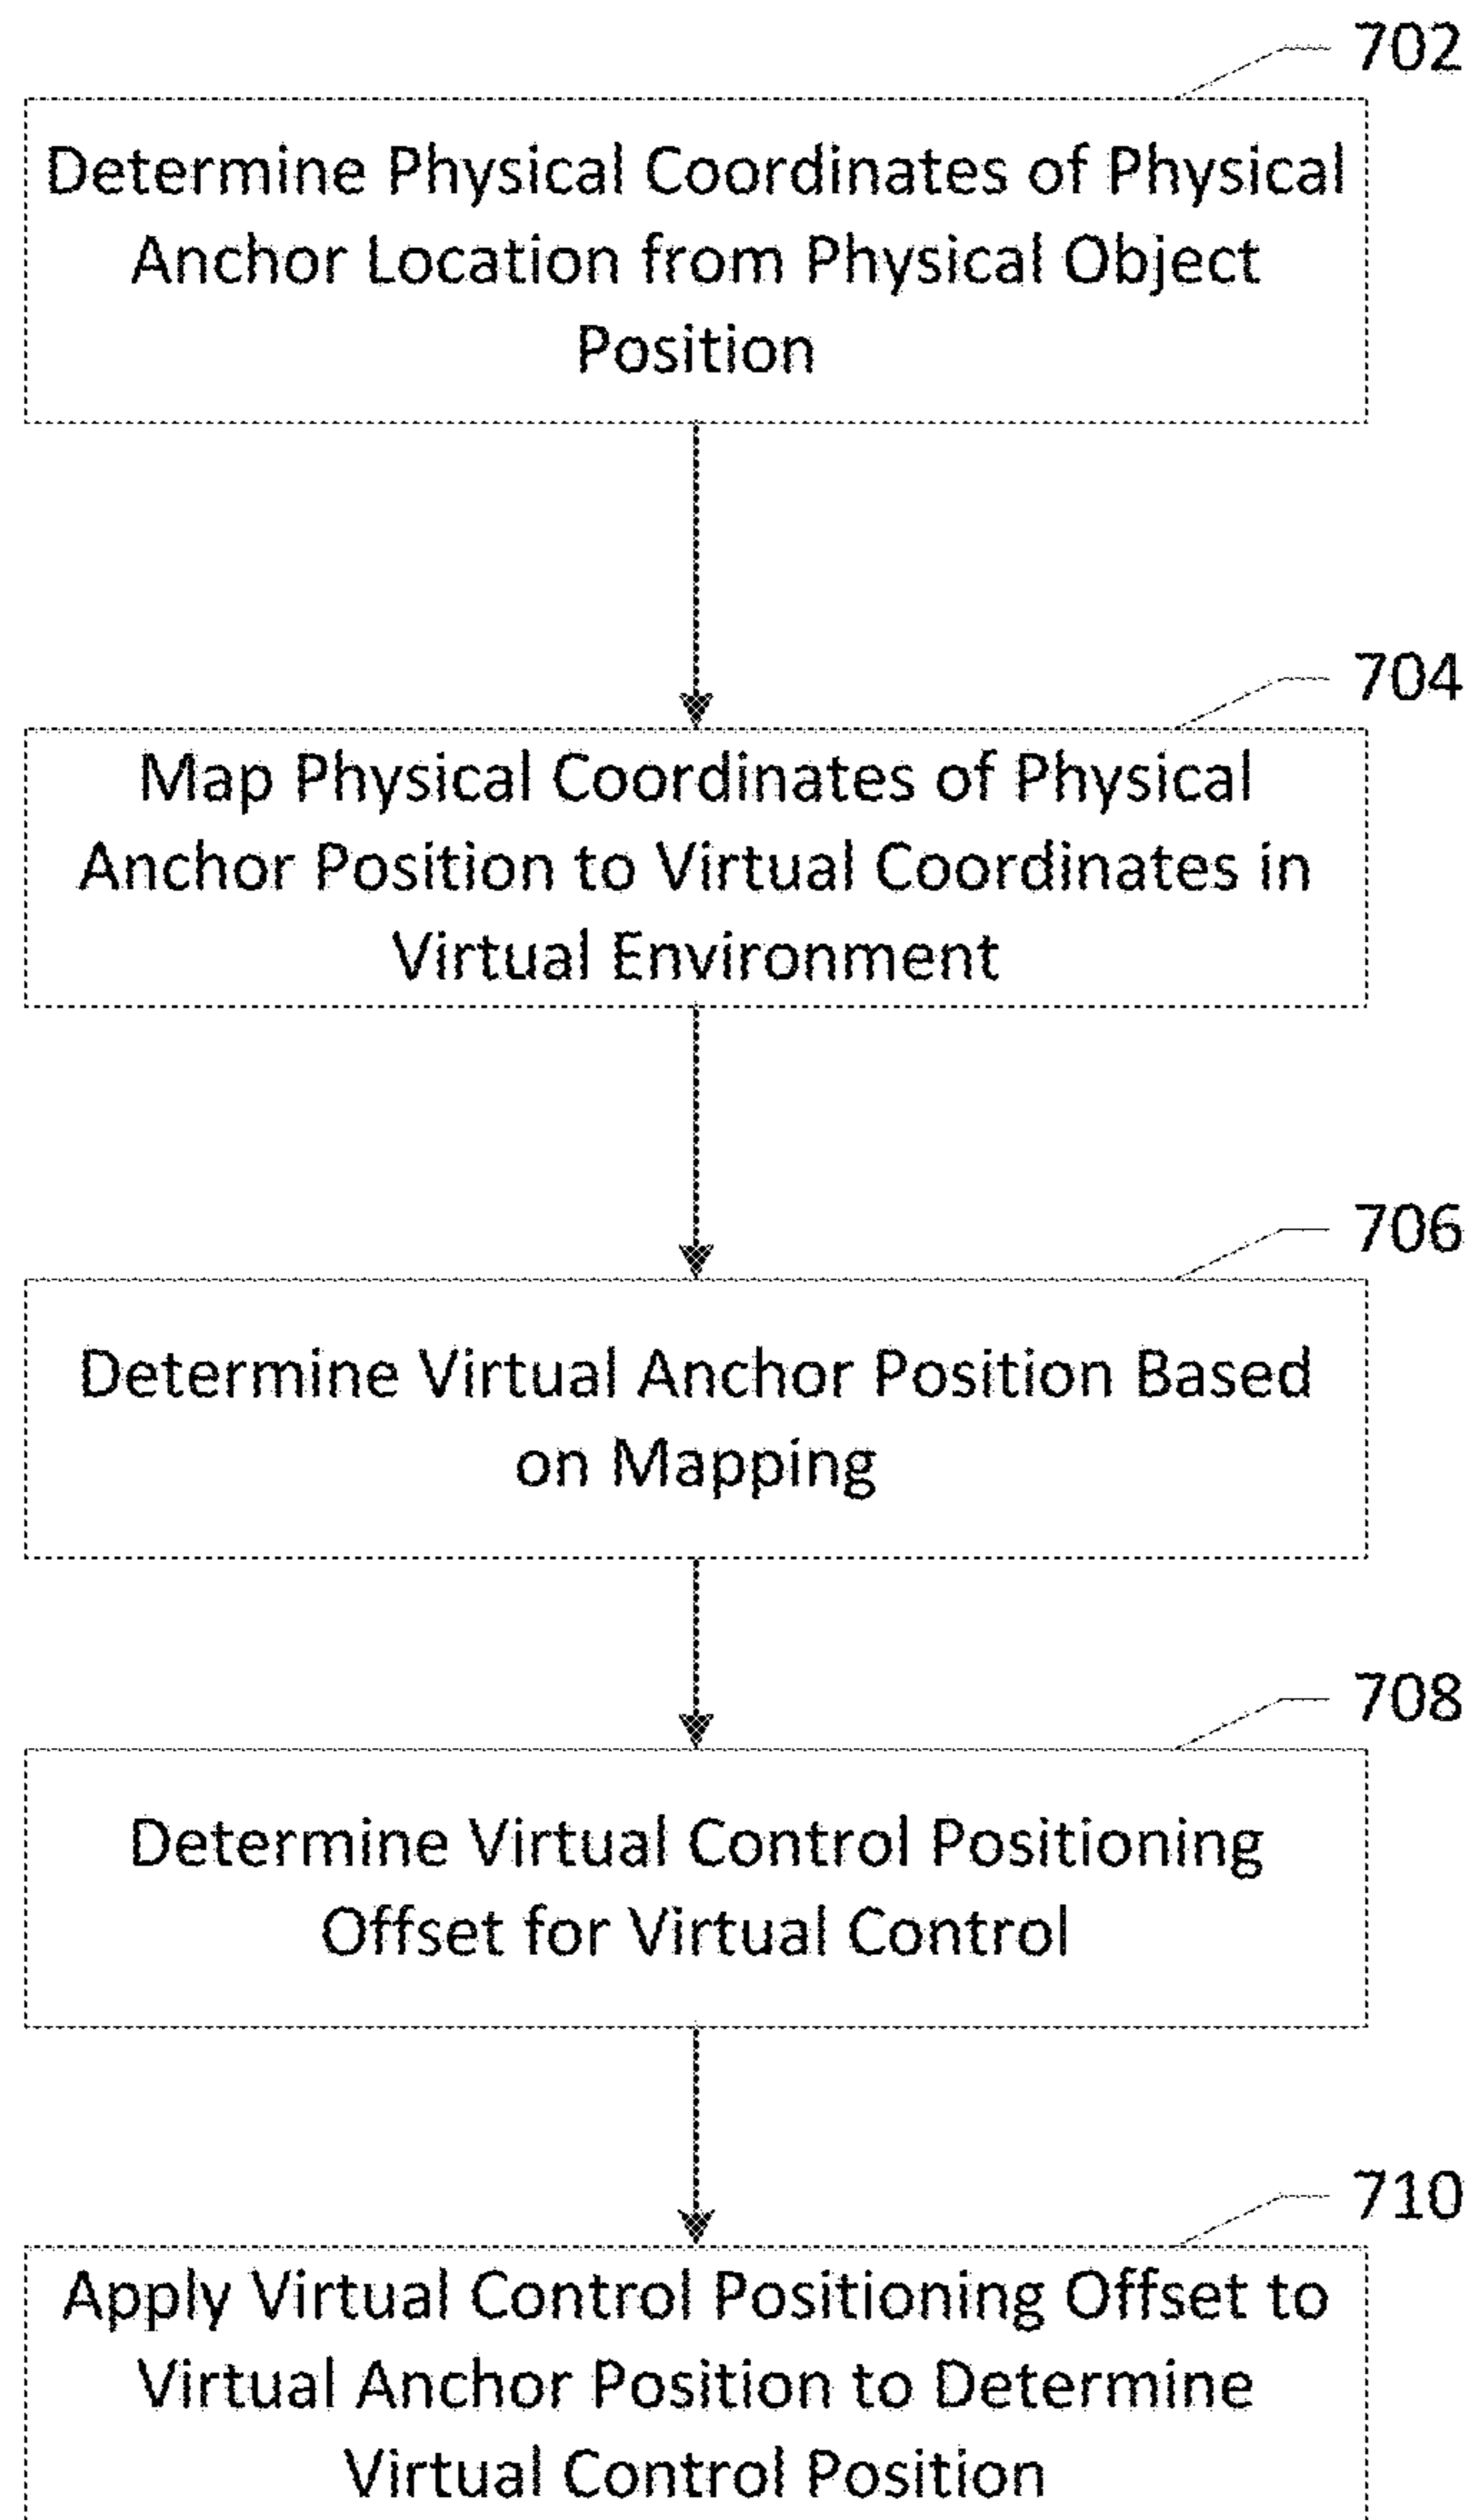 702
Determine Physical Coordinates of Physical
Anchor Location from Physical Object
Position
704
Map Physical Coordinates of Physical
Anchor Position to Virtual Coordinates in
Virtual Environment
706
Determine Virtual Anchor Position Based
on Mapping
708
Determine Virtual Control Positioning
Offset for Virtual Control
710
Apply Virtual Control Positioning Offset to
Virtual Anchor Position to Determine
Virtual Control Position